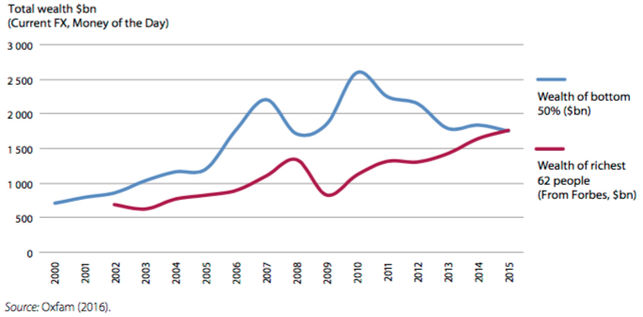 Total wealth $bn
(Current FX, Money of the Day)
3 000
2 500
2 000
1 500
1 000
500
0
2000 2001 2002 2003 2004 2005 2006 2007 2008 2009 2010 2011 2012 2013 2014 2015
Wealth of bottom
50% ($bn)
Wealth of richest
62 people
(From Forbes, $bn)
Source: Oxfam (2016).